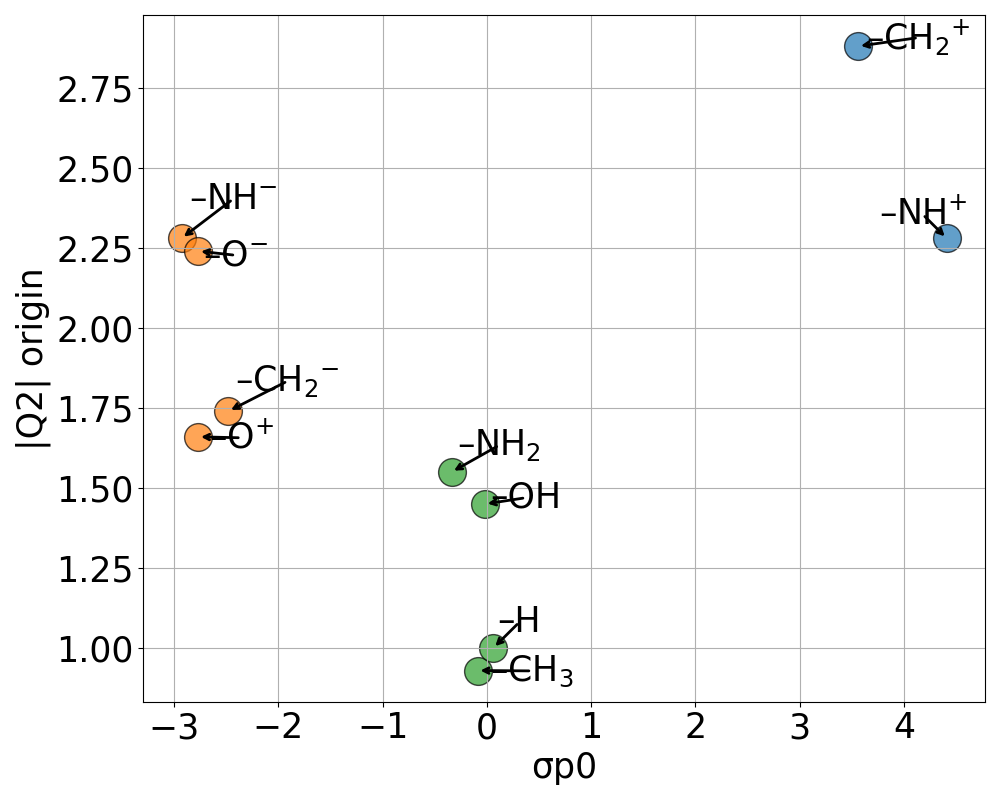 –CH₂⁺
2.75
2.50
–NH⁻
–NH⁺
2.25
–O⁻
2.00
|Q2| origin
–CH₂⁻
1.75
–O⁺
–NH₂
1.50
–OH
1.25
–H
1.00
–CH₃
−3 −2 −1 0 1 2 3 4
σp0